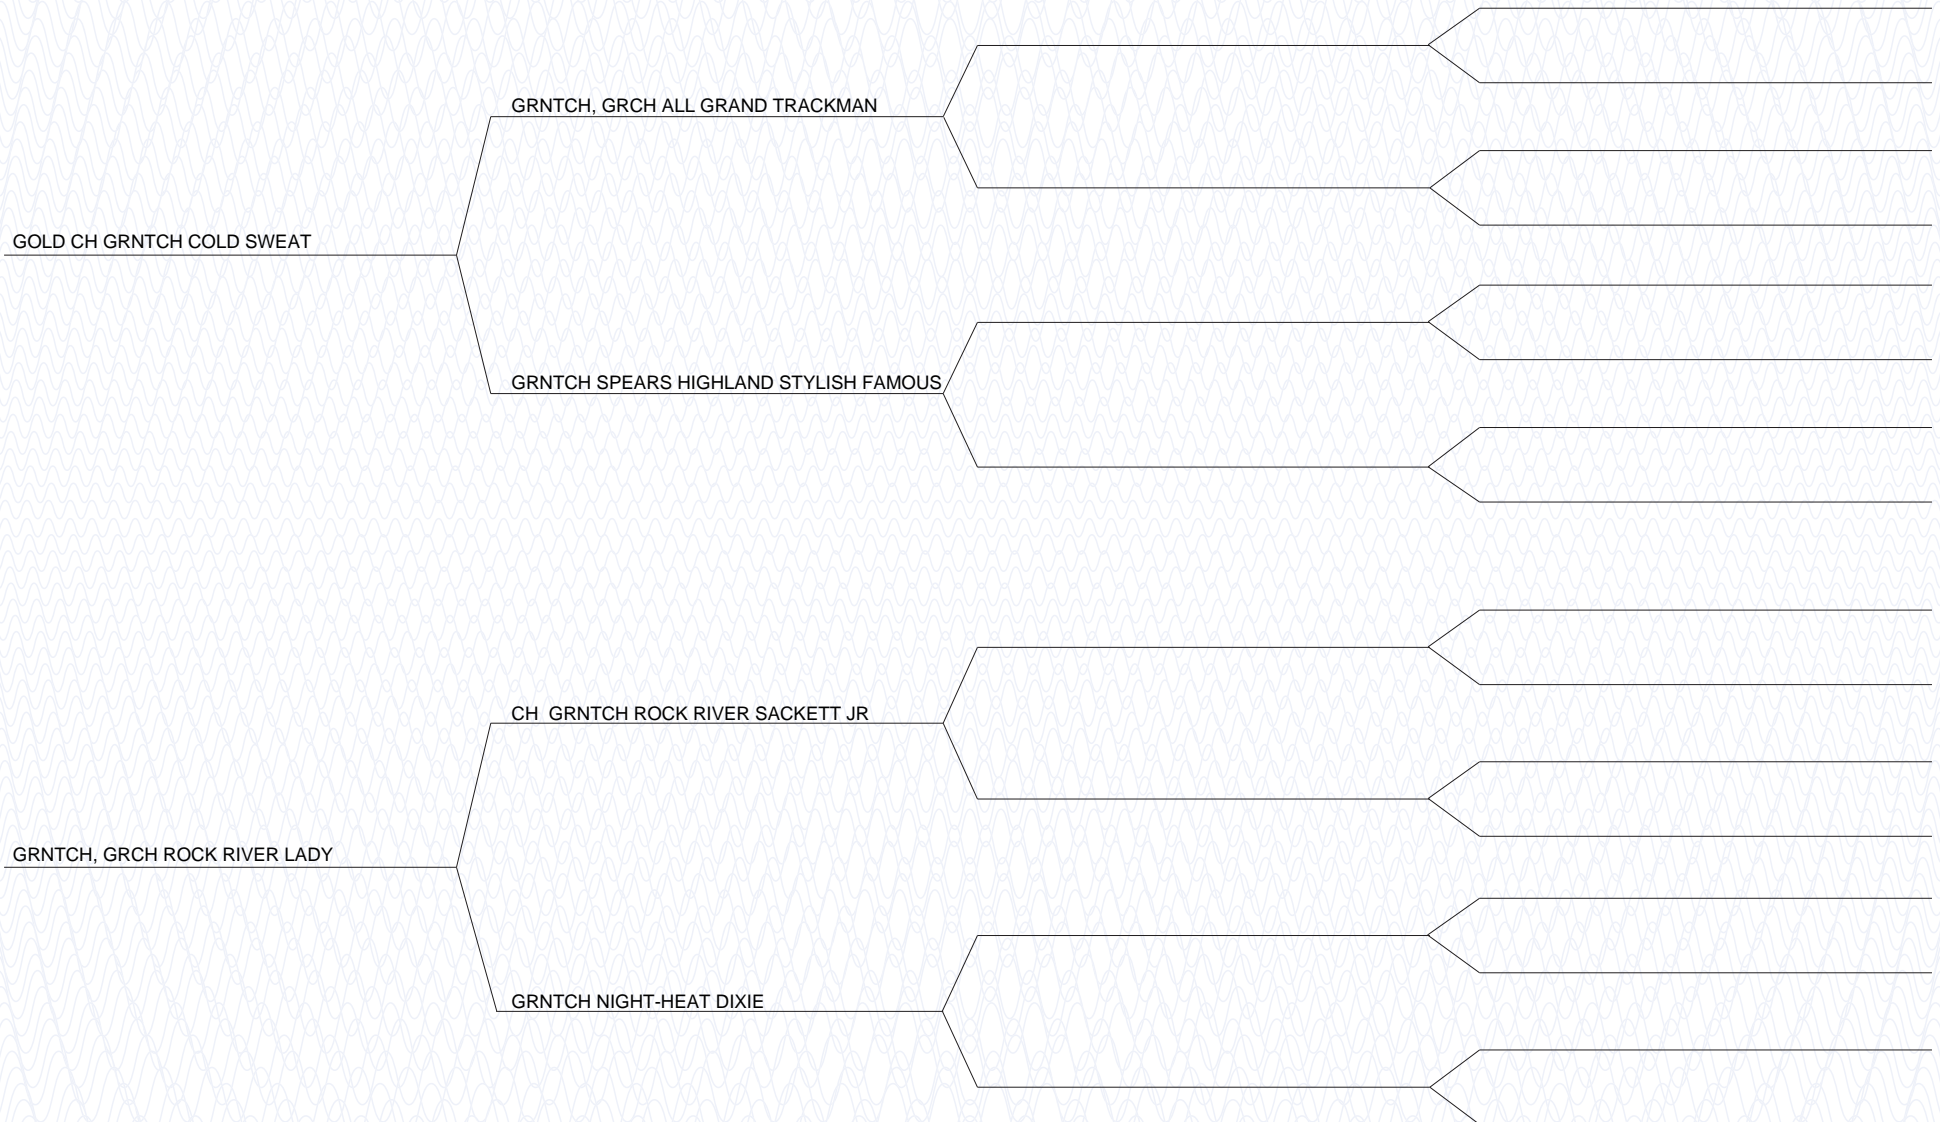 GRNTCH, GRCH ALL GRAND TRACKMAN
GOLD CH GRNTCH COLD SWEAT
GRNTCH SPEARS HIGHLAND STYLISH FAMOUS
CH  GRNTCH ROCK RIVER SACKETT JR
GRNTCH, GRCH ROCK RIVER LADY
GRNTCH NIGHT-HEAT DIXIE